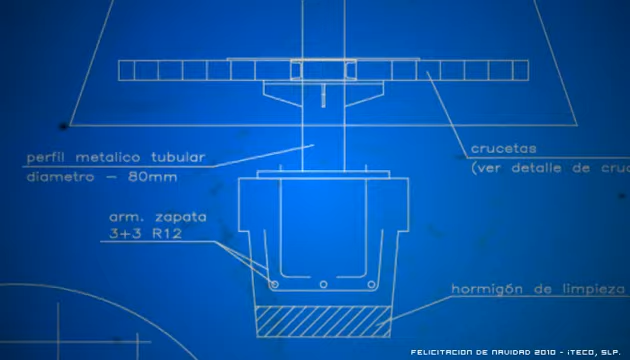 perfil metalico tubular
diametro - 80mm
crucetas
(ver detalle de cruc
arm. zapata
3+3 R12
hormigón de limpieza
FELICITACION DE NAVIDAD 2010 - ITECO, SLP.